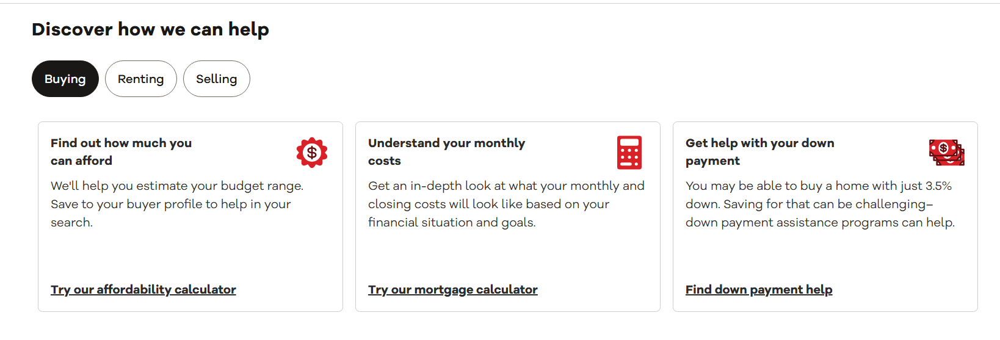 Discover how we can help
Buying
Renting
Selling
Find out how much you
can afford
We'll help you estimate your budget range.
Save to your buyer profile to help in your
search.
Try our affordability calculator
Understand your monthly
costs
Get an in-depth look at what your monthly and
closing costs will look like based on your
financial situation and goals.
Try our mortgage calculator
Get help with your down
payment
You may be able to buy a home with just 3.5%
down. Saving for that can be challenging–
down payment assistance programs can help.
Find down payment help